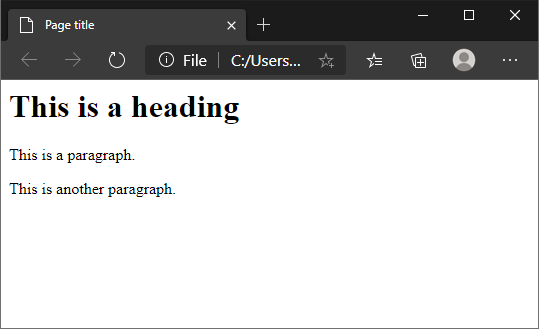 Page title
File
C:/Users...
This is a heading
This is a paragraph.
This is another paragraph.